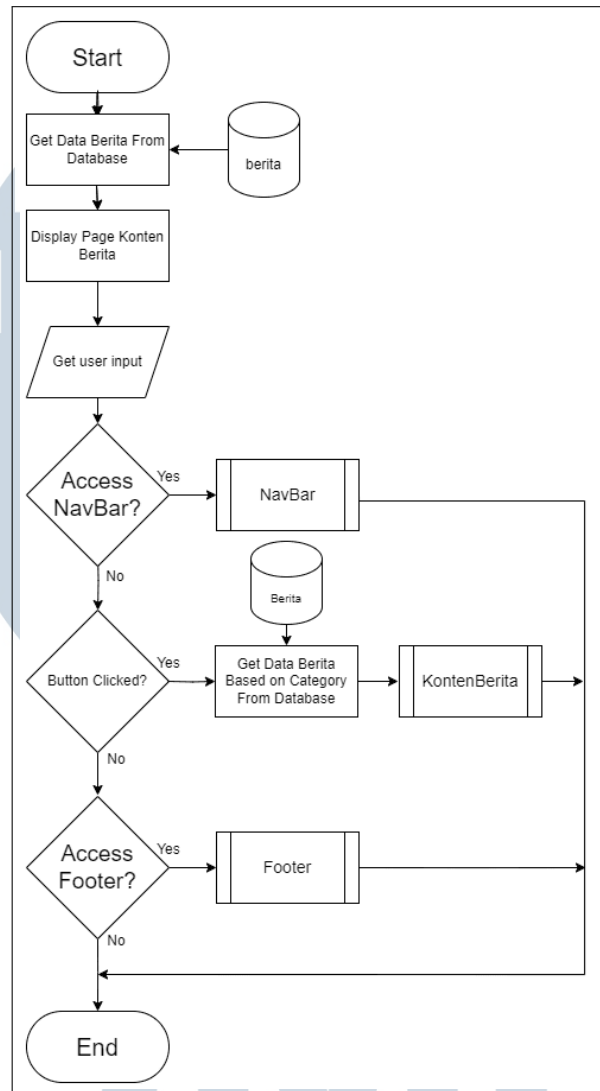 Start
Get Data Berita From
Database
berita
Display Page Konten
Berita
Get user input
Access
NavBar?
Yes
NavBar
No
Berita
Button Clicked?
Yes
Get Data Berita
Based on Category
From Database
KontenBerita
No
Access
Footer?
Yes
Footer
No
End